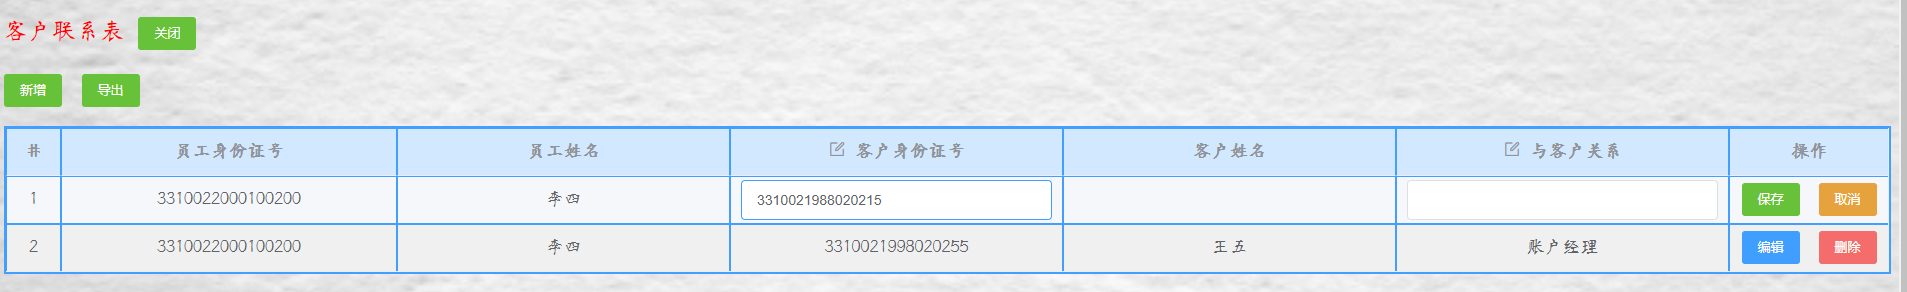 客户联系表 关闭
新增 导出
# 员工身份证号 员工姓名 客户身份证号 客户姓名 与客户关系 操作
1 3310022000100200 李四 3310021988020215 保存 取消
2 3310022000100200 李四 3310021998020255 王五 账户经理 编辑 删除